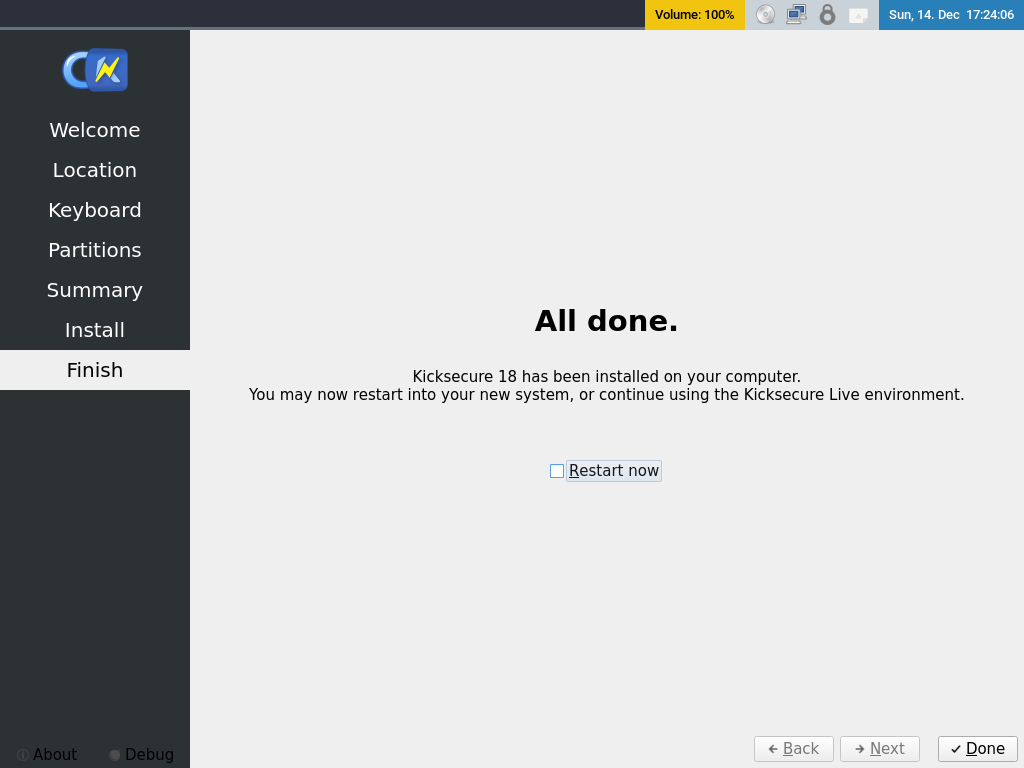 Volume: 100%
Sun, 14. Dec 17:24:06
Welcome
Location
Keyboard
Partitions
Summary
Install
Finish
All done.
Kicksecure 18 has been installed on your computer.
You may now restart into your new system, or continue using the Kicksecure Live environment.
Restart now
About
Debug
Back
Next
Done